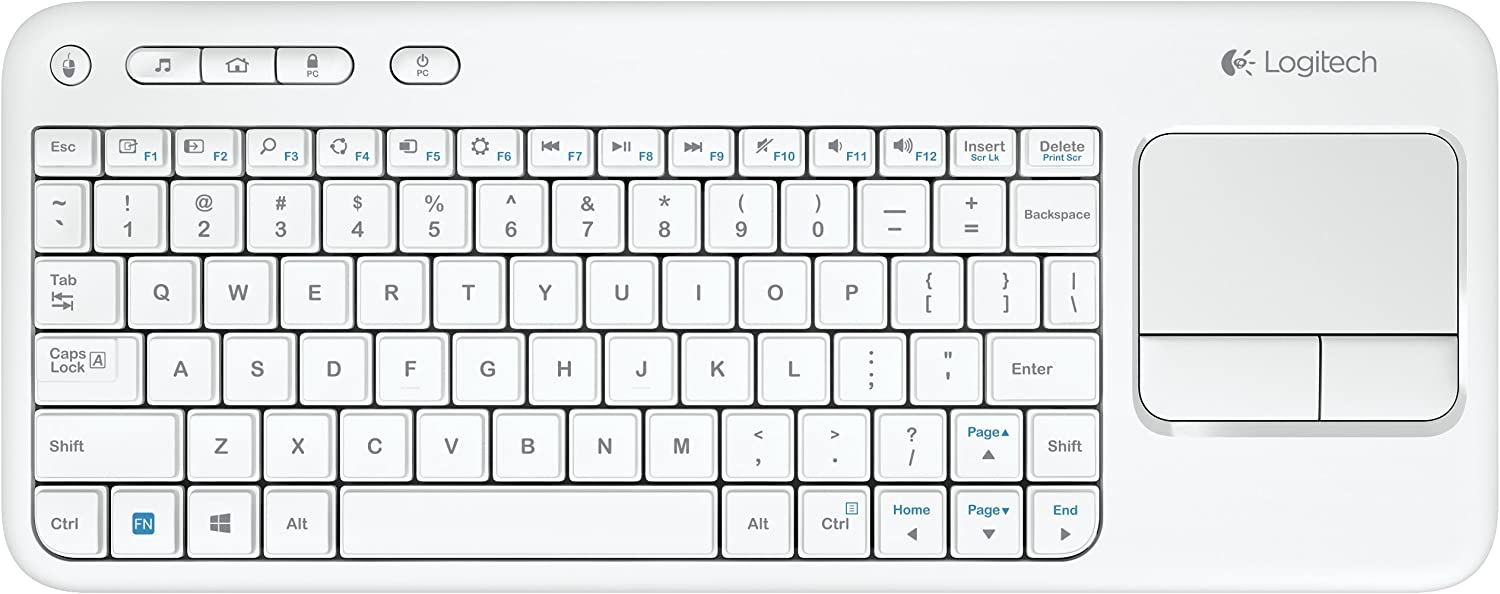 PC
PC
Logitech
Esc
F1
F2
F3
F4
F5
F6
F7
F8
F9
F10
F11
F12
Insert
Scr Lk
Delete
Print Scr
~
`
!
1
@
2
#
3
$
4
%
5
^
6
&
7
*
8
(
9
)
0
—
-
+
=
Backspace
Tab
Q
W
E
R
T
Y
U
I
O
P
{
[
}
]
|
\
Caps
Lock A
A
S
D
F
G
H
J
K
L
:
;
"
'
Enter
Shift
Z
X
C
V
B
N
M
<
,
>
.
?
/
Page▲
▲
Shift
Ctrl
FN
Alt
Alt
Ctrl
Home
◀
Page▼
▼
End
▶